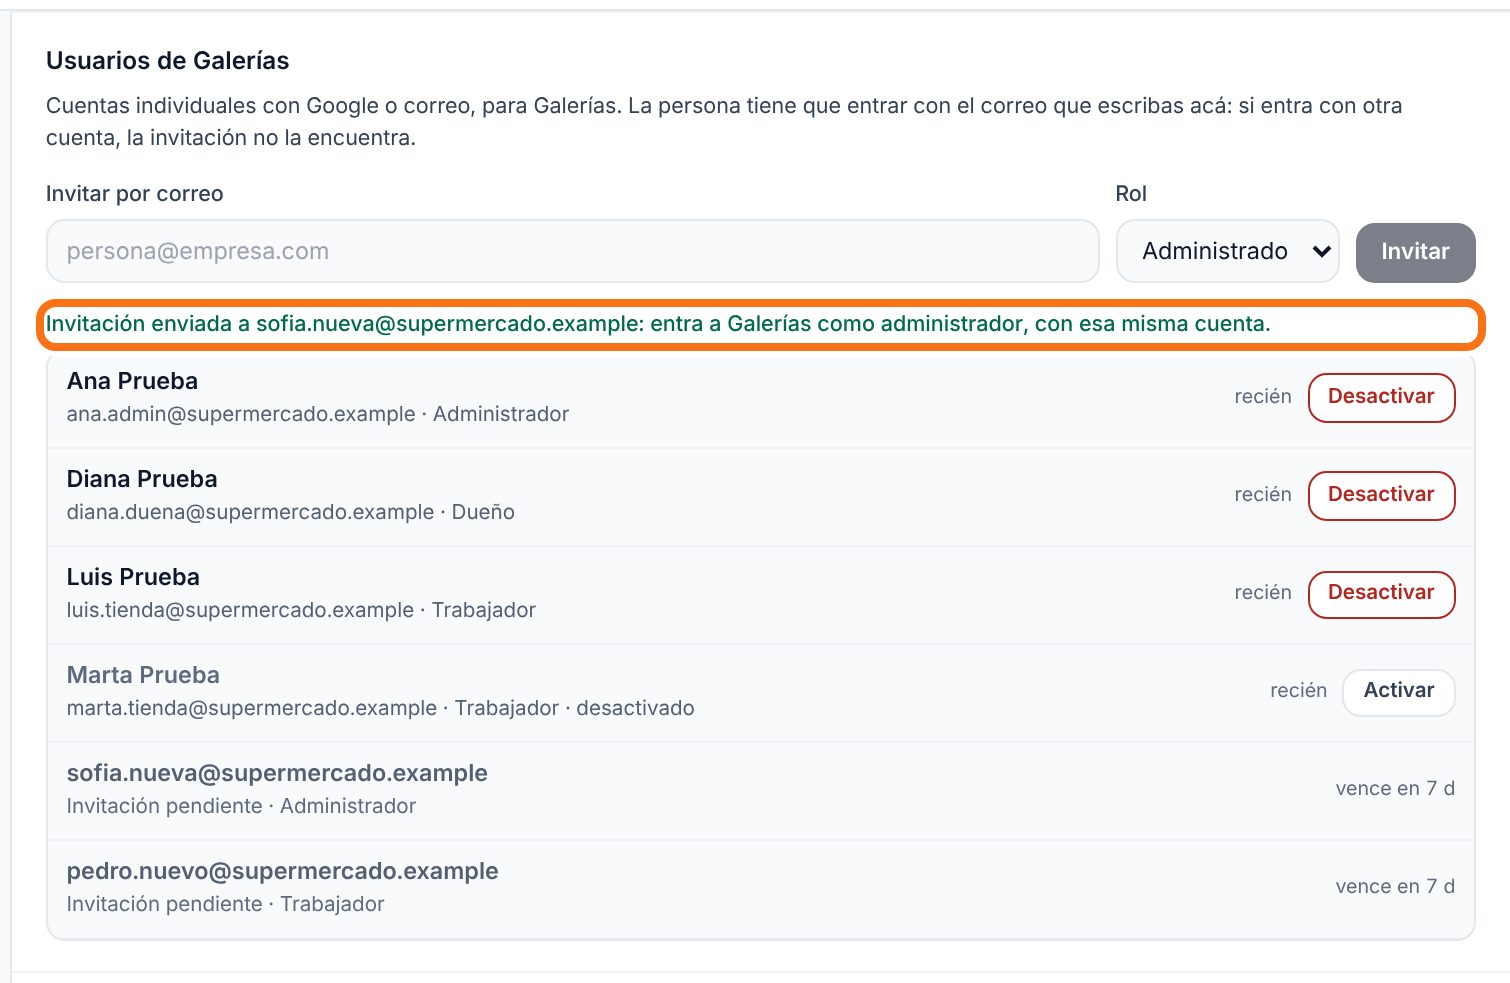 Usuarios de Galerías
Cuentas individuales con Google o correo, para Galerías. La persona tiene que entrar con el correo que escribas acá: si entra con otra
cuenta, la invitación no la encuentra.
Invitar por correo
Rol
persona@empresa.com
Administrado
Invitar
Invitación enviada a sofia.nueva@supermercado.example: entra a Galerías como administrador, con esa misma cuenta.
Ana Prueba
ana.admin@supermercado.example · Administrador
recién
Desactivar
Diana Prueba
diana.duena@supermercado.example · Dueño
recién
Desactivar
Luis Prueba
luis.tienda@supermercado.example · Trabajador
recién
Desactivar
Marta Prueba
marta.tienda@supermercado.example · Trabajador · desactivado
recién
Activar
sofia.nueva@supermercado.example
Invitación pendiente · Administrador
vence en 7 d
pedro.nuevo@supermercado.example
Invitación pendiente · Trabajador
vence en 7 d